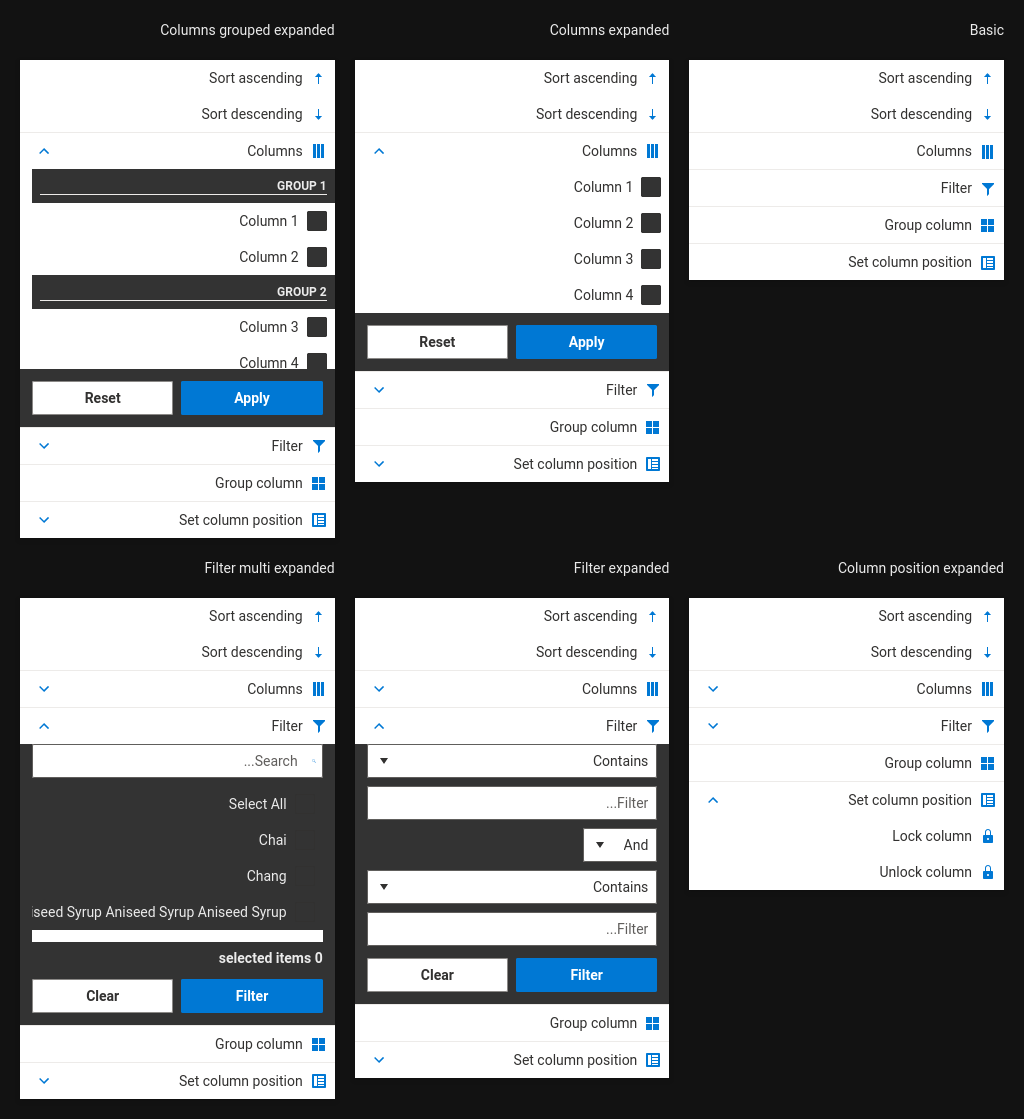 Columns grouped expanded
Sort ascending
Sort descending
Columns
GROUP 1
Column 1
Column 2
GROUP 2
Column 3
Column 4
Reset
Apply
Filter
Group column
Set column position
Columns expanded
Sort ascending
Sort descending
Columns
Column 1
Column 2
Column 3
Column 4
Reset
Apply
Filter
Group column
Set column position
Basic
Sort ascending
Sort descending
Columns
Filter
Group column
Set column position
Filter multi expanded
Sort ascending
Sort descending
Columns
Filter
...Search
Select All
Chai
Chang
iseed Syrup Aniseed Syrup Aniseed Syrup
selected items 0
Clear
Filter
Group column
Set column position
Filter expanded
Sort ascending
Sort descending
Columns
Filter
Contains
...Filter
And
Contains
...Filter
Clear
Filter
Group column
Set column position
Column position expanded
Sort ascending
Sort descending
Columns
Filter
Group column
Set column position
Lock column
Unlock column